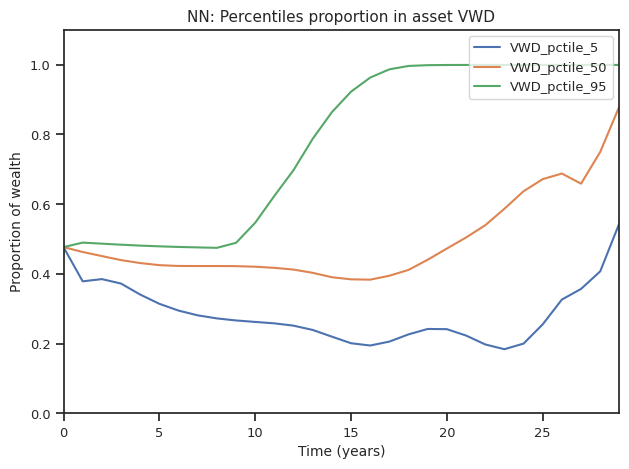 NN: Percentiles proportion in asset VWD
VWD_pctile_5
VWD_pctile_50
VWD_pctile_95
Proportion of wealth
1.0
0.8
0.6
0.4
0.2
0.0
0 5 10 15 20 25
Time (years)